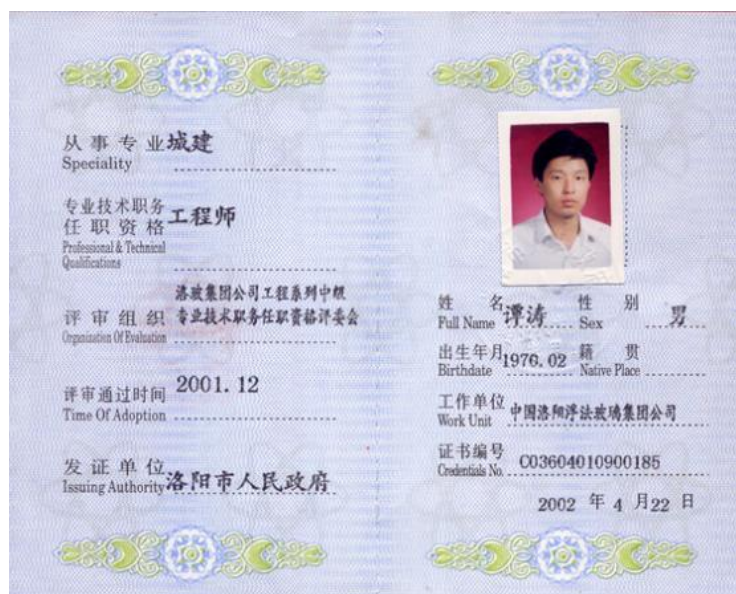 从事专业 城建
Speciality
专业技术职务
任职资格 工程师
Professional & Technical
Qualifications
洛玻集团公司工程系列中级
评审组织 专业技术职务任职资格评委会
Organization Of Evaluation
评审通过时间 2001.12
Time Of Adoption
发证单位
Issuing Authority 洛阳市人民政府
姓名 谭涛 性别 男
Full Name Sex
出生年月 1976.02 籍贯
Birthdate Native Place
工作单位 中国洛阳浮法玻璃集团公司
Work Unit
证书编号 C03604010900185
Credentials No.
2002 年 4 月 22 日